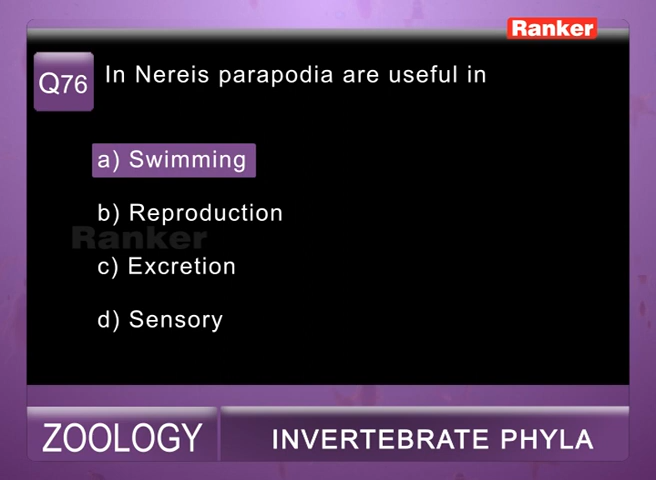 Ranker
Q76
In Nereis parapodia are useful in
a) Swimming
b) Reproduction
Ranker
c) Excretion
d) Sensory
ZOOLOGY
INVERTEBRATE PHYLA